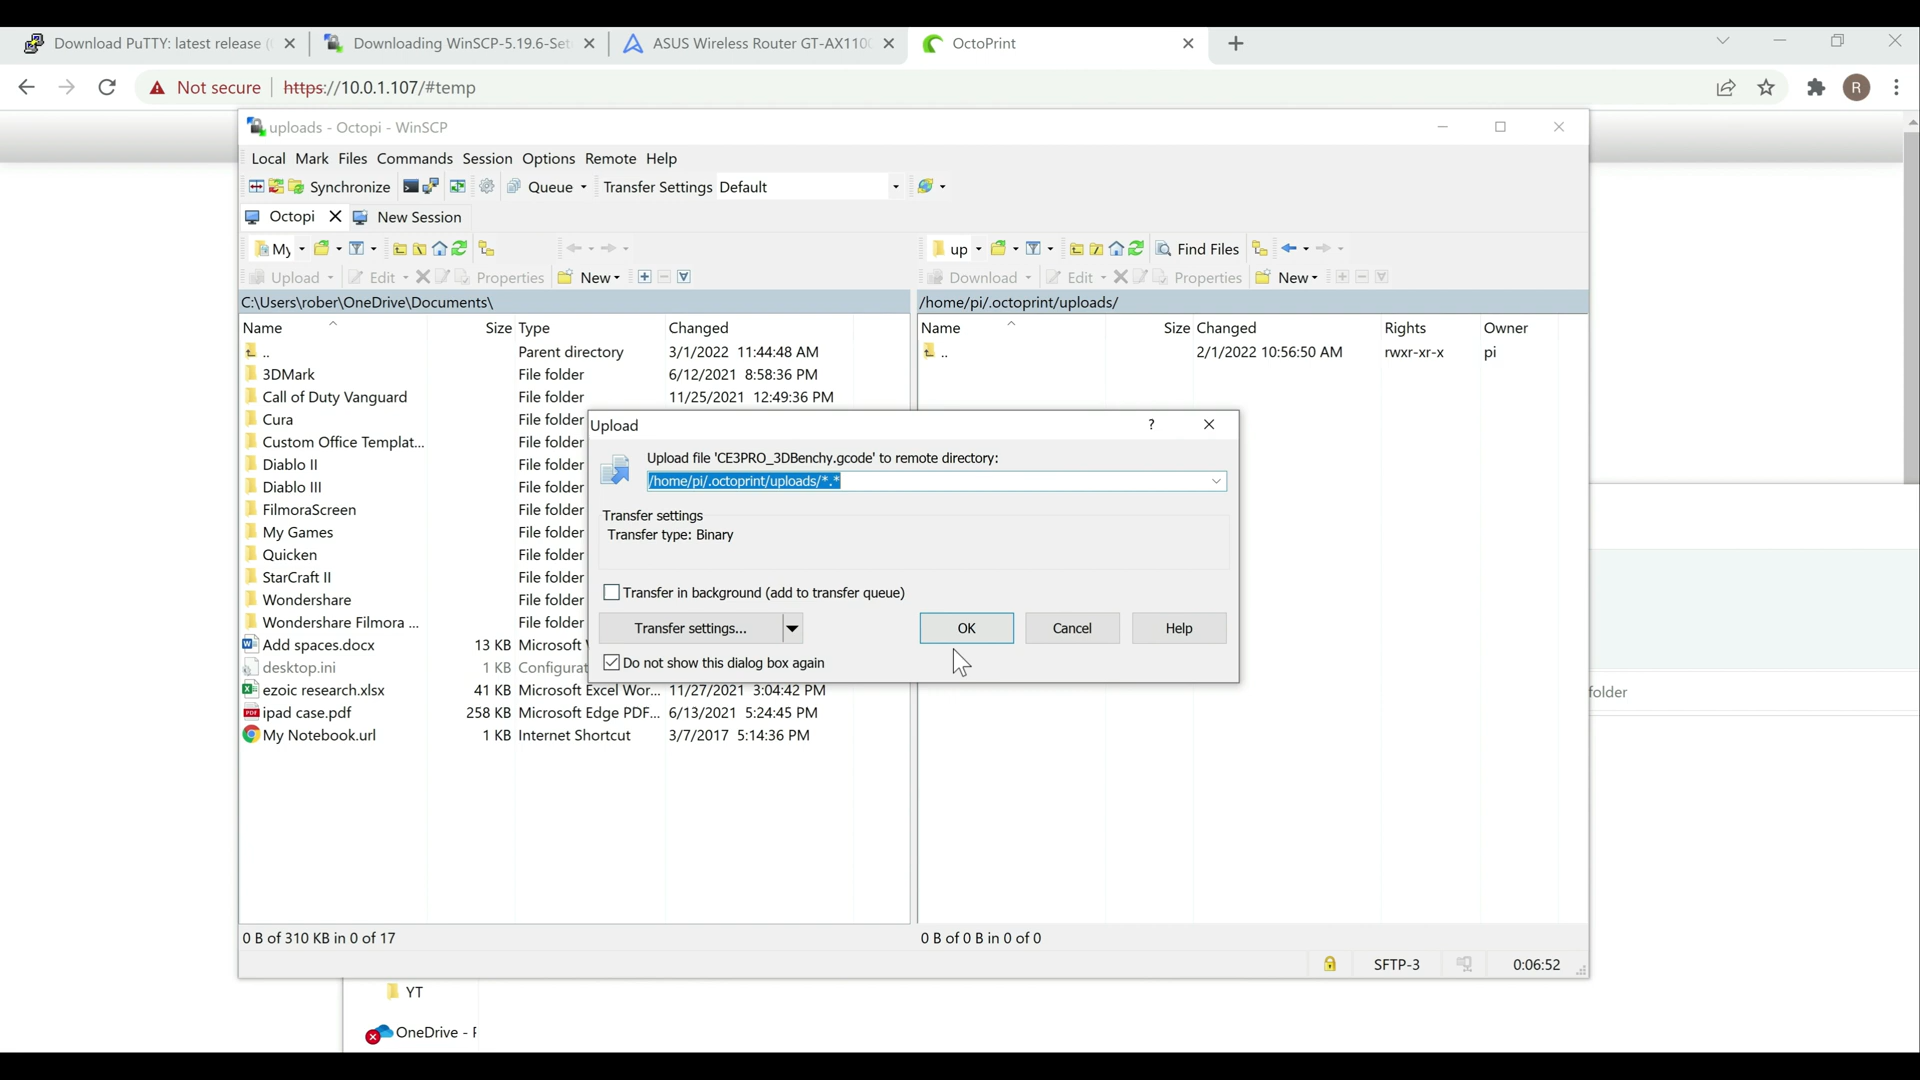 Download PuTTY: latest release (
Downloading WinSCP-5.19.6-Set
ASUS Wireless Router GT-AX1100
OctoPrint
Not secure
https://10.0.1.107/#temp
R
uploads - Octopi - WinSCP
Local Mark Files Commands Session Options Remote Help
Synchronize
Queue
Transfer Settings Default
Octopi
New Session
My
up
Find Files
Upload
Edit
Properties
New
Download
Edit
Properties
New
C:\Users\rober\OneDrive\Documents\
/home/pi/.octoprint/uploads/
Name Size Type Changed
Name Size Changed Rights Owner
.. Parent directory 3/1/2022 11:44:48 AM
.. 2/1/2022 10:56:50 AM rwxr-xr-x pi
3DMark File folder 6/12/2021 8:58:36 PM
Call of Duty Vanguard File folder 11/25/2021 12:49:36 PM
Cura File folder
Custom Office Templat... File folder
Diablo II File folder
Diablo III File folder
FilmoraScreen File folder
My Games File folder
Quicken File folder
StarCraft II File folder
Wondershare File folder
Wondershare Filmora ... File folder
Add spaces.docx 13 KB Microsoft
desktop.ini 1 KB Configurat
ezoic research.xlsx 41 KB Microsoft Excel Wor... 11/27/2021 3:04:42 PM
ipad case.pdf 258 KB Microsoft Edge PDF... 6/13/2021 5:24:45 PM
My Notebook.url 1 KB Internet Shortcut 3/7/2017 5:14:36 PM
Upload ?
Upload file 'CE3PRO_3DBenchy.gcode' to remote directory:
/home/pi/.octoprint/uploads/*.*
Transfer settings
Transfer type: Binary
Transfer in background (add to transfer queue)
Transfer settings...
OK
Cancel
Help
Do not show this dialog box again
folder
0 B of 310 KB in 0 of 17
0 B of 0 B in 0 of 0
SFTP-3
0:06:52
YT
OneDrive -